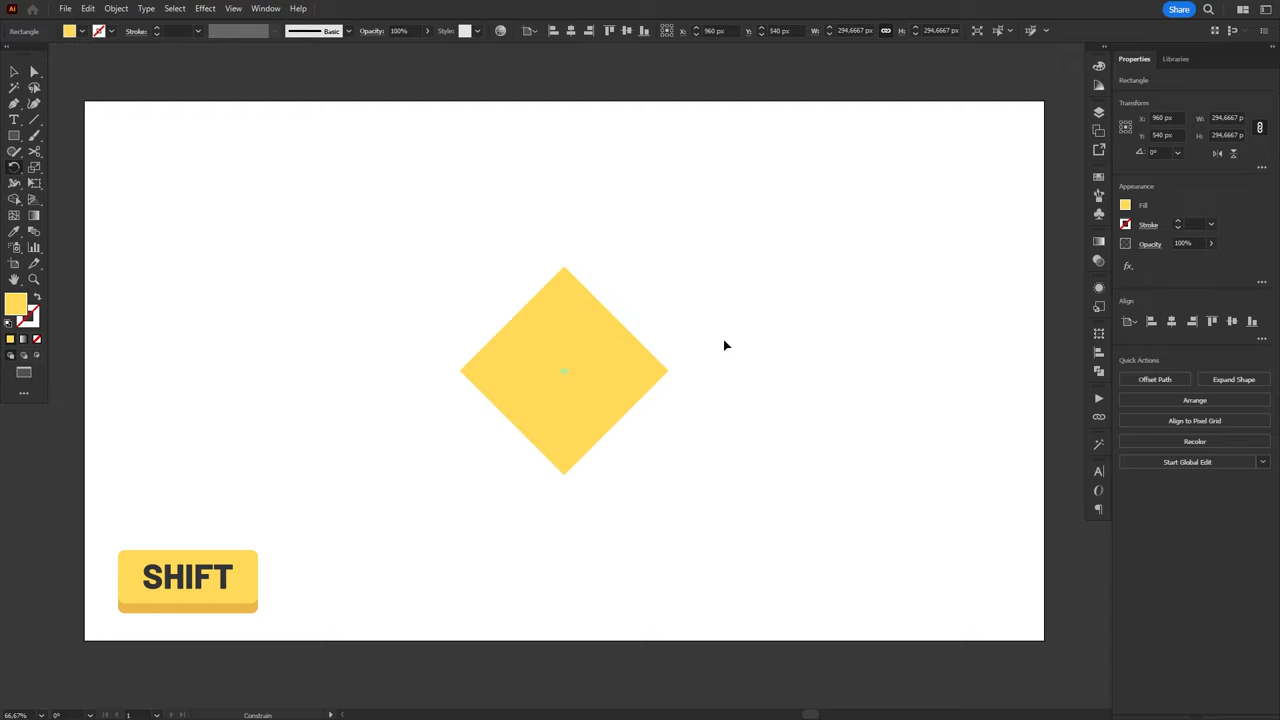 Ai File Edit Object Type Select Effect View Window Help Share
Rectangle Stroke: Basic Opacity: 100% Style: X: 960 px Y: 540 px W: 294,6667 px H: 294,6667 px
Properties Libraries
Rectangle
Transform
X: 960 px W: 294,6667 p
Y: 540 px H: 294,6667 p
0°
Appearance
Fill
Stroke
Opacity 100%
fx.
Align
Quick Actions
Offset Path Expand Shape
Arrange
Align to Pixel Grid
Recolor
Start Global Edit
SHIFT
66,67% 0° 1 Constrain